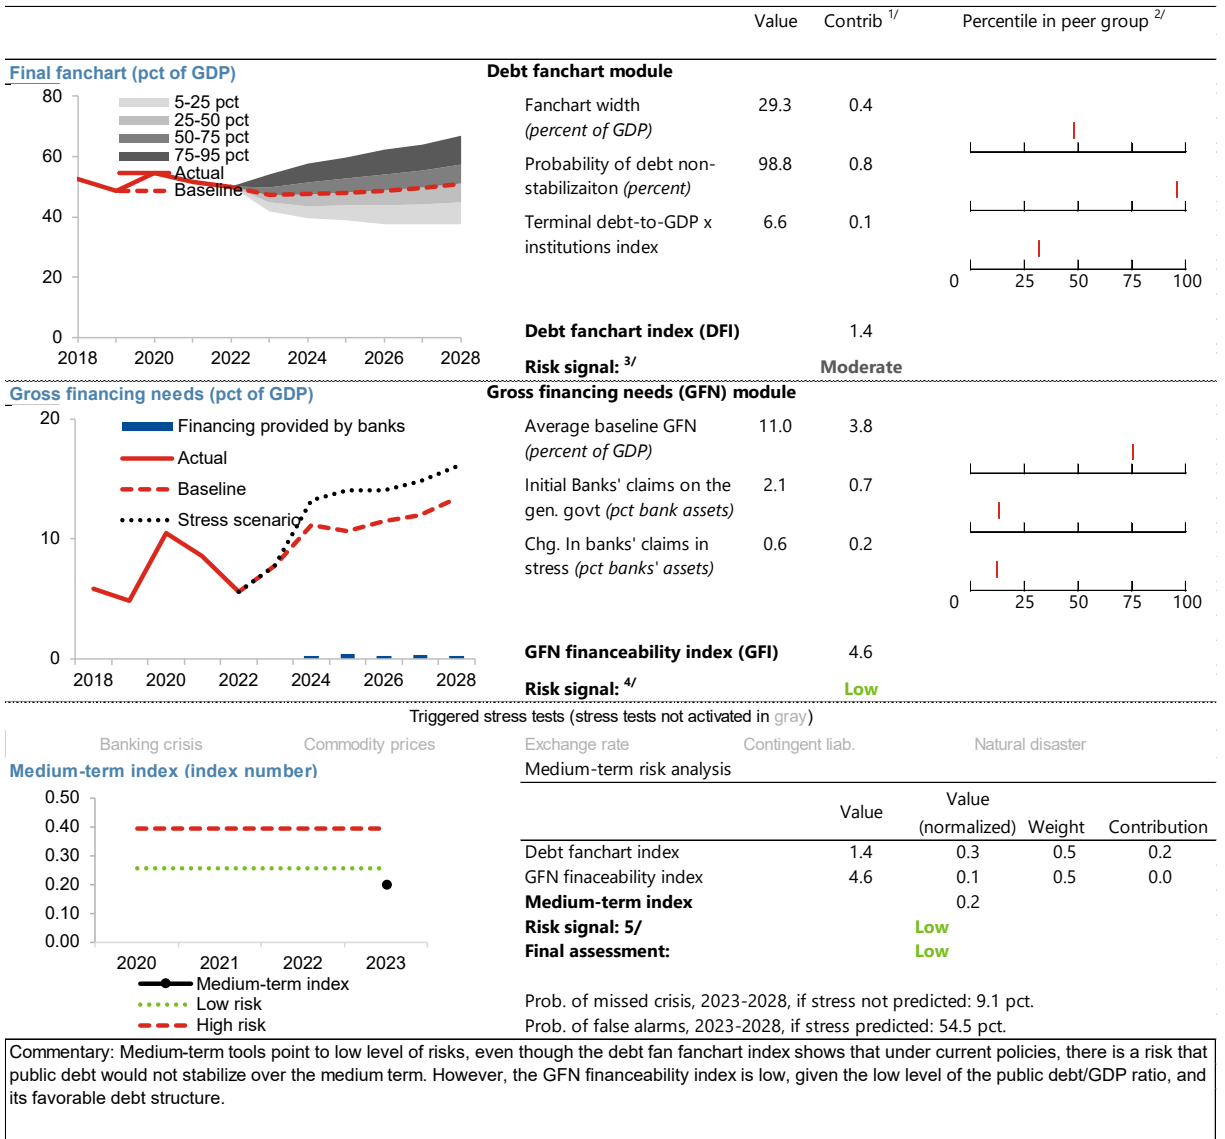 Value Contrib 1/ Percentile in peer group 2/
Final fanchart (pct of GDP)
80
60
40
20
0
5-25 pct
25-50 pct
50-75 pct
75-95 pct
Actual
Baseline
2018 2020 2022 2024 2026 2028
Debt fanchart module
Fanchart width 29.3 0.4
(percent of GDP)
Probability of debt non- 98.8 0.8
stabilizaiton (percent)
Terminal debt-to-GDP x 6.6 0.1
institutions index
0 25 50 75 100
Debt fanchart index (DFI) 1.4
Risk signal: 3/ Moderate
Gross financing needs (pct of GDP)
20
10
0
Financing provided by banks
Actual
Baseline
Stress scenario
2018 2020 2022 2024 2026 2028
Gross financing needs (GFN) module
Average baseline GFN 11.0 3.8
(percent of GDP)
Initial Banks' claims on the 2.1 0.7
gen. govt (pct bank assets)
Chg. In banks' claims in 0.6 0.2
stress (pct banks' assets)
0 25 50 75 100
GFN financeability index (GFI) 4.6
Risk signal: 4/ Low
Triggered stress tests (stress tests not activated in gray)
Banking crisis Commodity prices Exchange rate Contingent liab. Natural disaster
Medium-term index (index number)
0.50
0.40
0.30
0.20
0.10
0.00
2020 2021 2022 2023
Medium-term index
Low risk
High risk
Medium-term risk analysis
Value Value (normalized) Weight Contribution
Debt fanchart index 1.4 0.3 0.5 0.2
GFN finaceability index 4.6 0.1 0.5 0.0
Medium-term index 0.2
Risk signal: 5/ Low
Final assessment: Low
Prob. of missed crisis, 2023-2028, if stress not predicted: 9.1 pct.
Prob. of false alarms, 2023-2028, if stress predicted: 54.5 pct.
Commentary: Medium-term tools point to low level of risks, even though the debt fan fanchart index shows that under current policies, there is a risk that
public debt would not stabilize over the medium term. However, the GFN financeability index is low, given the low level of the public debt/GDP ratio, and
its favorable debt structure.